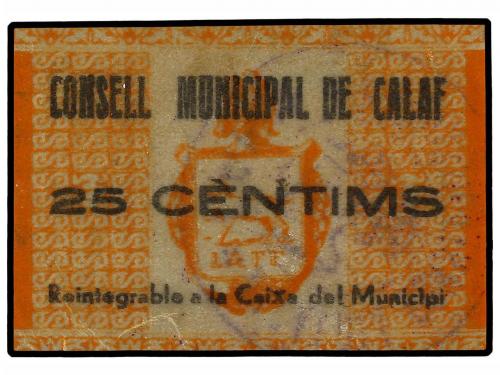 CONSELL MUNICIPAL DE CALAF
25 CÈNTIMS
Reintegrable a la Caixa del Municipi